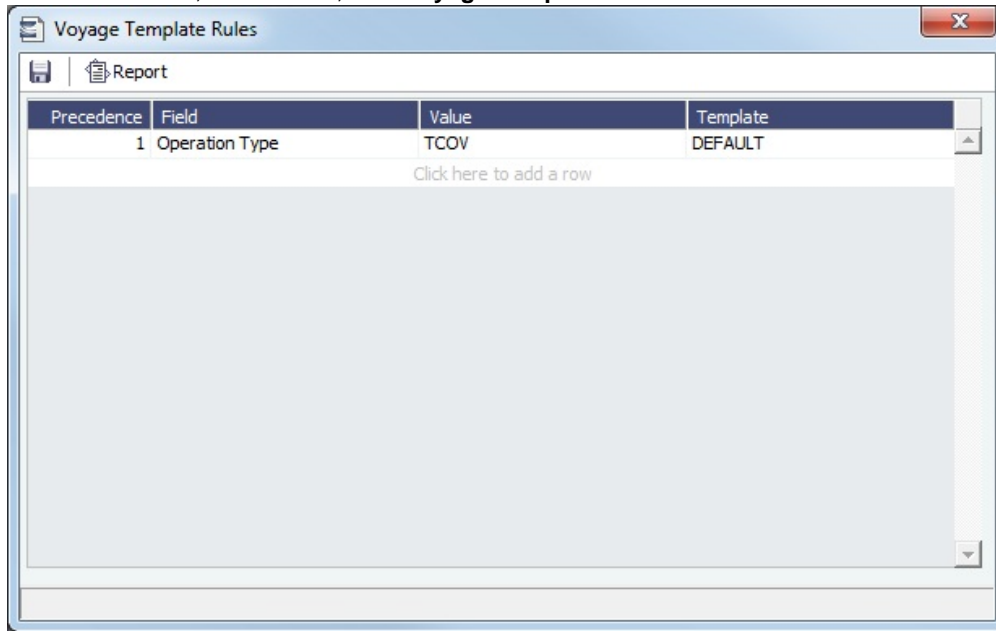 Voyage Template Rules
Report
Precedence Field Value Template
1 Operation Type TCOV DEFAULT
Click here to add a row